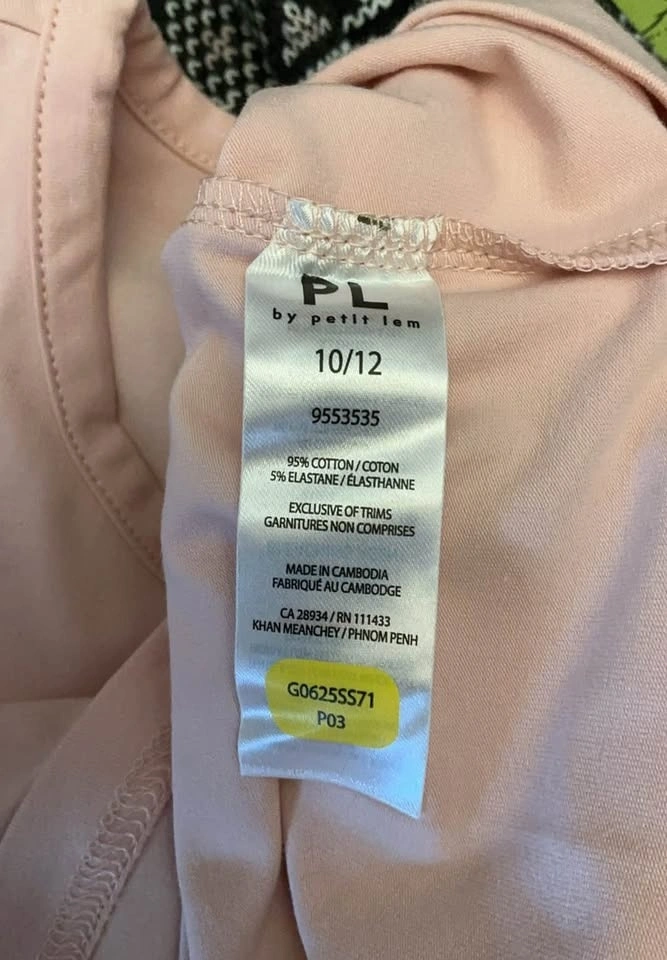 PL
by petit lem
10/12
9553535
95% COTTON / COTON
5% ELASTANE / ÉLASTHANNE
EXCLUSIVE OF TRIMS
GARNITURES NON COMPRISES
MADE IN CAMBODIA
FABRIQUÉ AU CAMBODGE
CA 28934 / RN 111433
KHAN MEANCHEY / PHNOM PENH
G0625SS71
P03